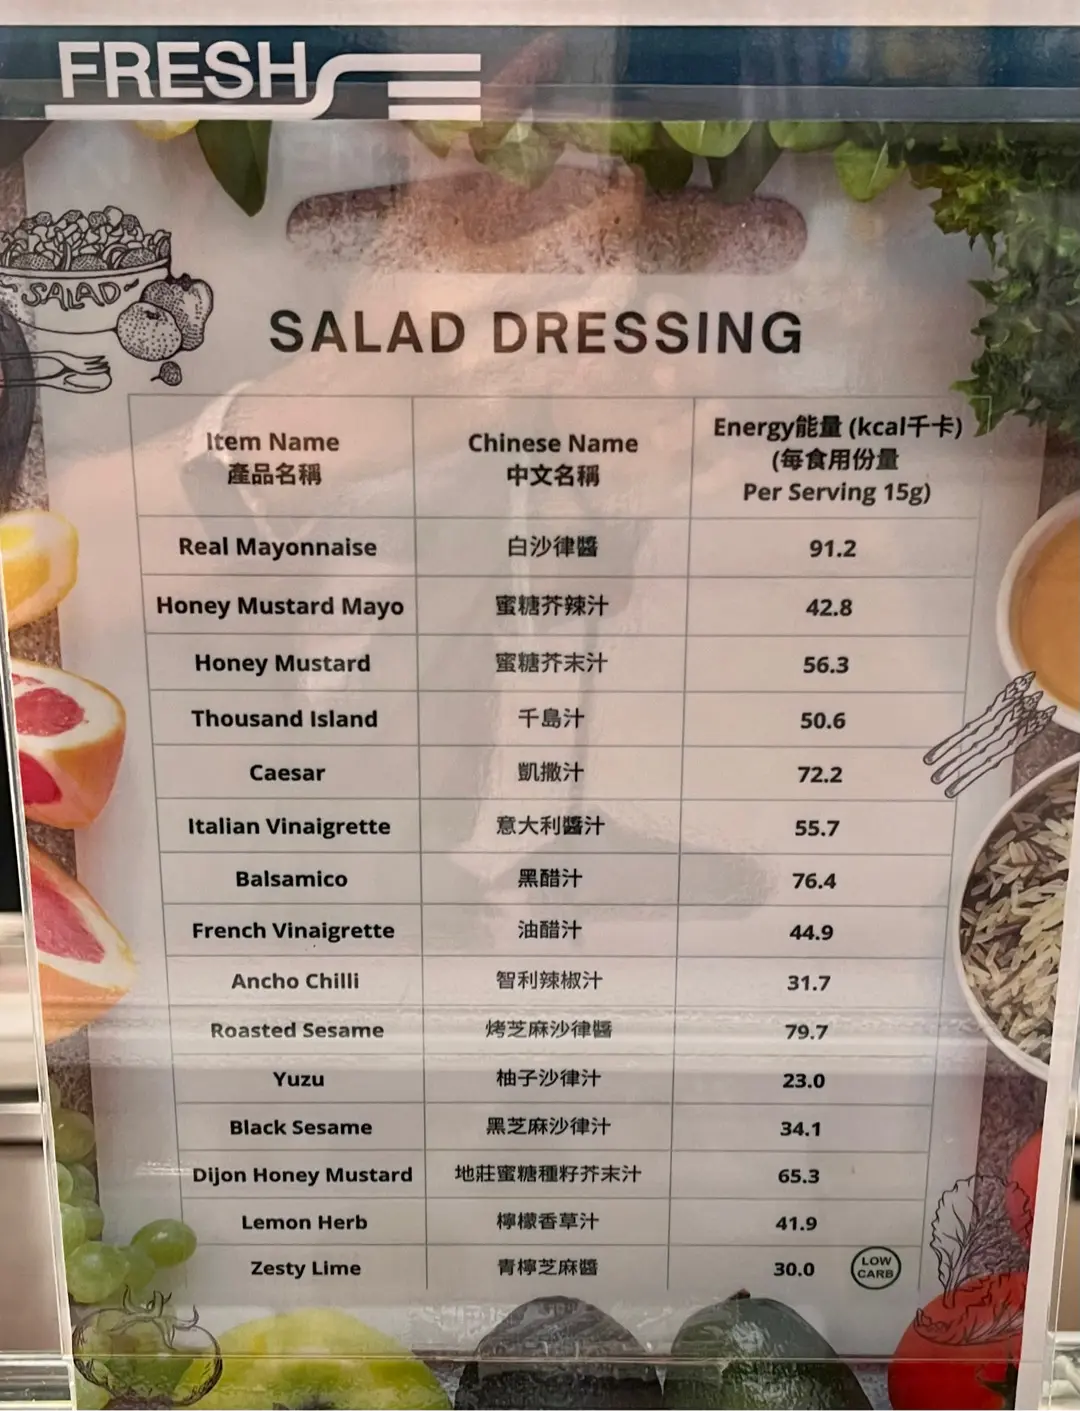 FRESH
SALAD
SALAD DRESSING
Item Name
產品名稱
Chinese Name
中文名稱
Energy能量 (kcal千卡)
(每食用份量
Per Serving 15g)
Real Mayonnaise 白沙律醬 91.2
Honey Mustard Mayo 蜜糖芥辣汁 42.8
Honey Mustard 蜜糖芥末汁 56.3
Thousand Island 千島汁 50.6
Caesar 凱撒汁 72.2
Italian Vinaigrette 意大利醬汁 55.7
Balsamico 黑醋汁 76.4
French Vinaigrette 油醋汁 44.9
Ancho Chilli 智利辣椒汁 31.7
Roasted Sesame 烤芝麻沙律醬 79.7
Yuzu 柚子沙律汁 23.0
Black Sesame 黑芝麻沙律汁 34.1
Dijon Honey Mustard 地莊蜜糖種籽芥末汁 65.3
Lemon Herb 檸檬香草汁 41.9
Zesty Lime 青檸芝麻醬 30.0
LOW
CARB